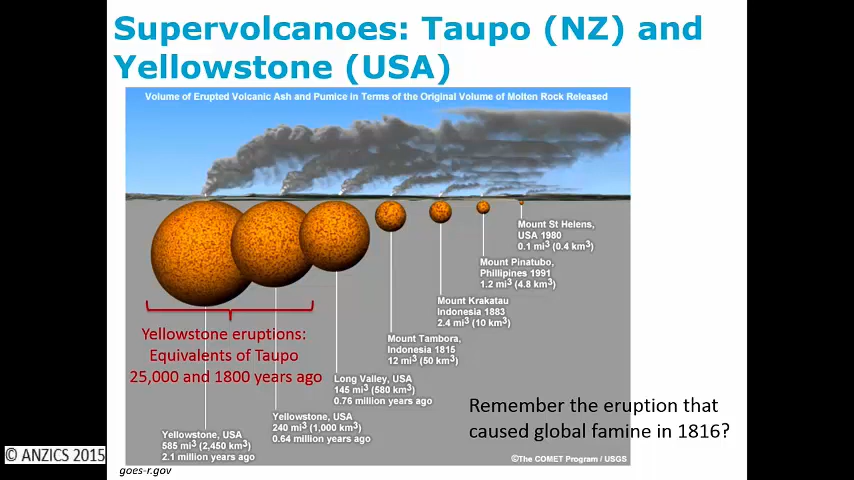 Supervolcanoes: Taupo (NZ) and
Yellowstone (USA)
Volume of Erupted Volcanic Ash and Pumice in Terms of the Original Volume of Molten Rock Released
Mount St Helens,
USA 1980
0.1 mi³ (0.4 km³)
Mount Pinatubo,
Phillipines 1991
1.2 mi³ (4.8 km³)
Mount Krakatau
Indonesia 1883
2.4 mi³ (10 km³)
Mount Tambora,
Indonesia 1815
12 mi³ (50 km³)
Long Valley, USA
145 mi³ (580 km³)
0.76 million years ago
Yellowstone, USA
240 mi³ (1,000 km³)
0.64 million years ago
Yellowstone, USA
585 mi³ (2,450 km³)
2.1 million years ago
Yellowstone eruptions:
Equivalents of Taupo
25,000 and 1800 years ago
Remember the eruption that
caused global famine in 1816?
©The COMET Program / USGS
© ANZICS 2015
goes-r.gov